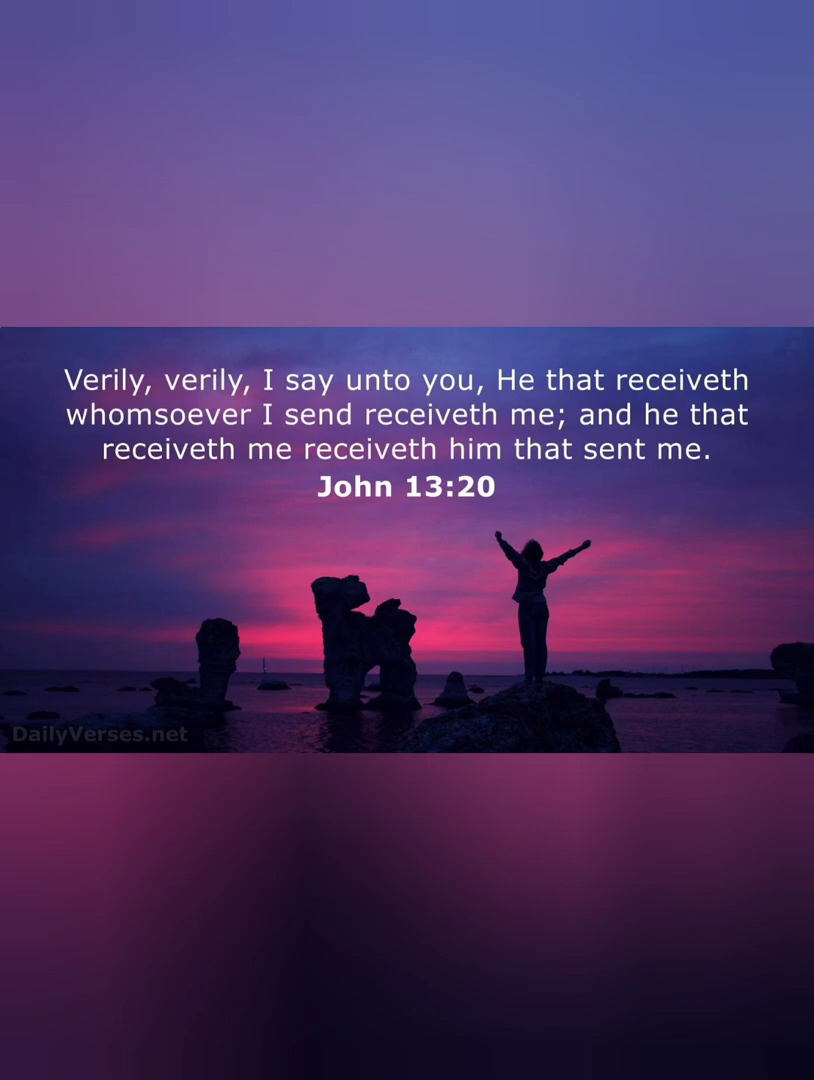 Verily, verily, I say unto you, He that receiveth
whomsoever I send receiveth me; and he that
receiveth me receiveth him that sent me.
John 13:20
DailyVerses.net